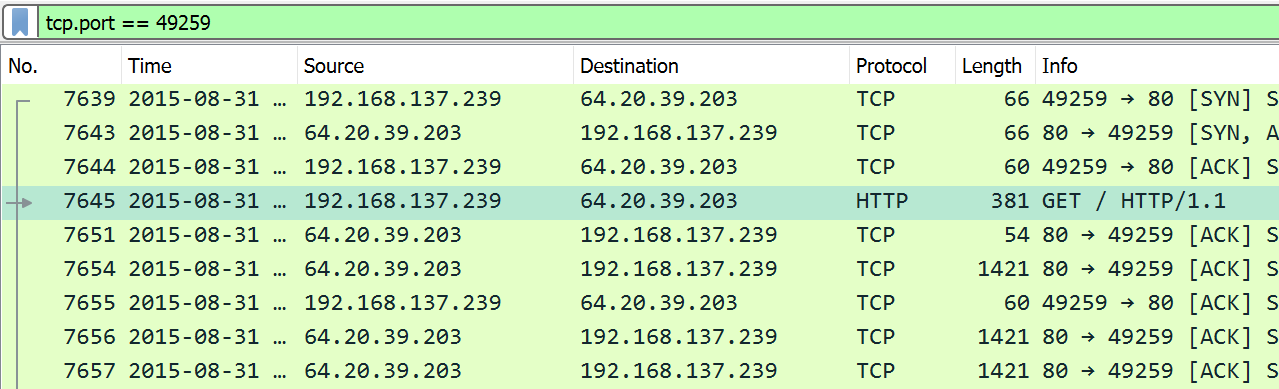 tcp.port == 49259
No. Time Source Destination Protocol Length Info
7639 2015-08-31 … 192.168.137.239 64.20.39.203 TCP 66 49259 → 80 [SYN] S
7643 2015-08-31 … 64.20.39.203 192.168.137.239 TCP 66 80 → 49259 [SYN, A
7644 2015-08-31 … 192.168.137.239 64.20.39.203 TCP 60 49259 → 80 [ACK] S
7645 2015-08-31 … 192.168.137.239 64.20.39.203 HTTP 381 GET / HTTP/1.1
7651 2015-08-31 … 64.20.39.203 192.168.137.239 TCP 54 80 → 49259 [ACK] S
7654 2015-08-31 … 64.20.39.203 192.168.137.239 TCP 1421 80 → 49259 [ACK] S
7655 2015-08-31 … 192.168.137.239 64.20.39.203 TCP 60 49259 → 80 [ACK] S
7656 2015-08-31 … 64.20.39.203 192.168.137.239 TCP 1421 80 → 49259 [ACK] S
7657 2015-08-31 … 64.20.39.203 192.168.137.239 TCP 1421 80 → 49259 [ACK] S